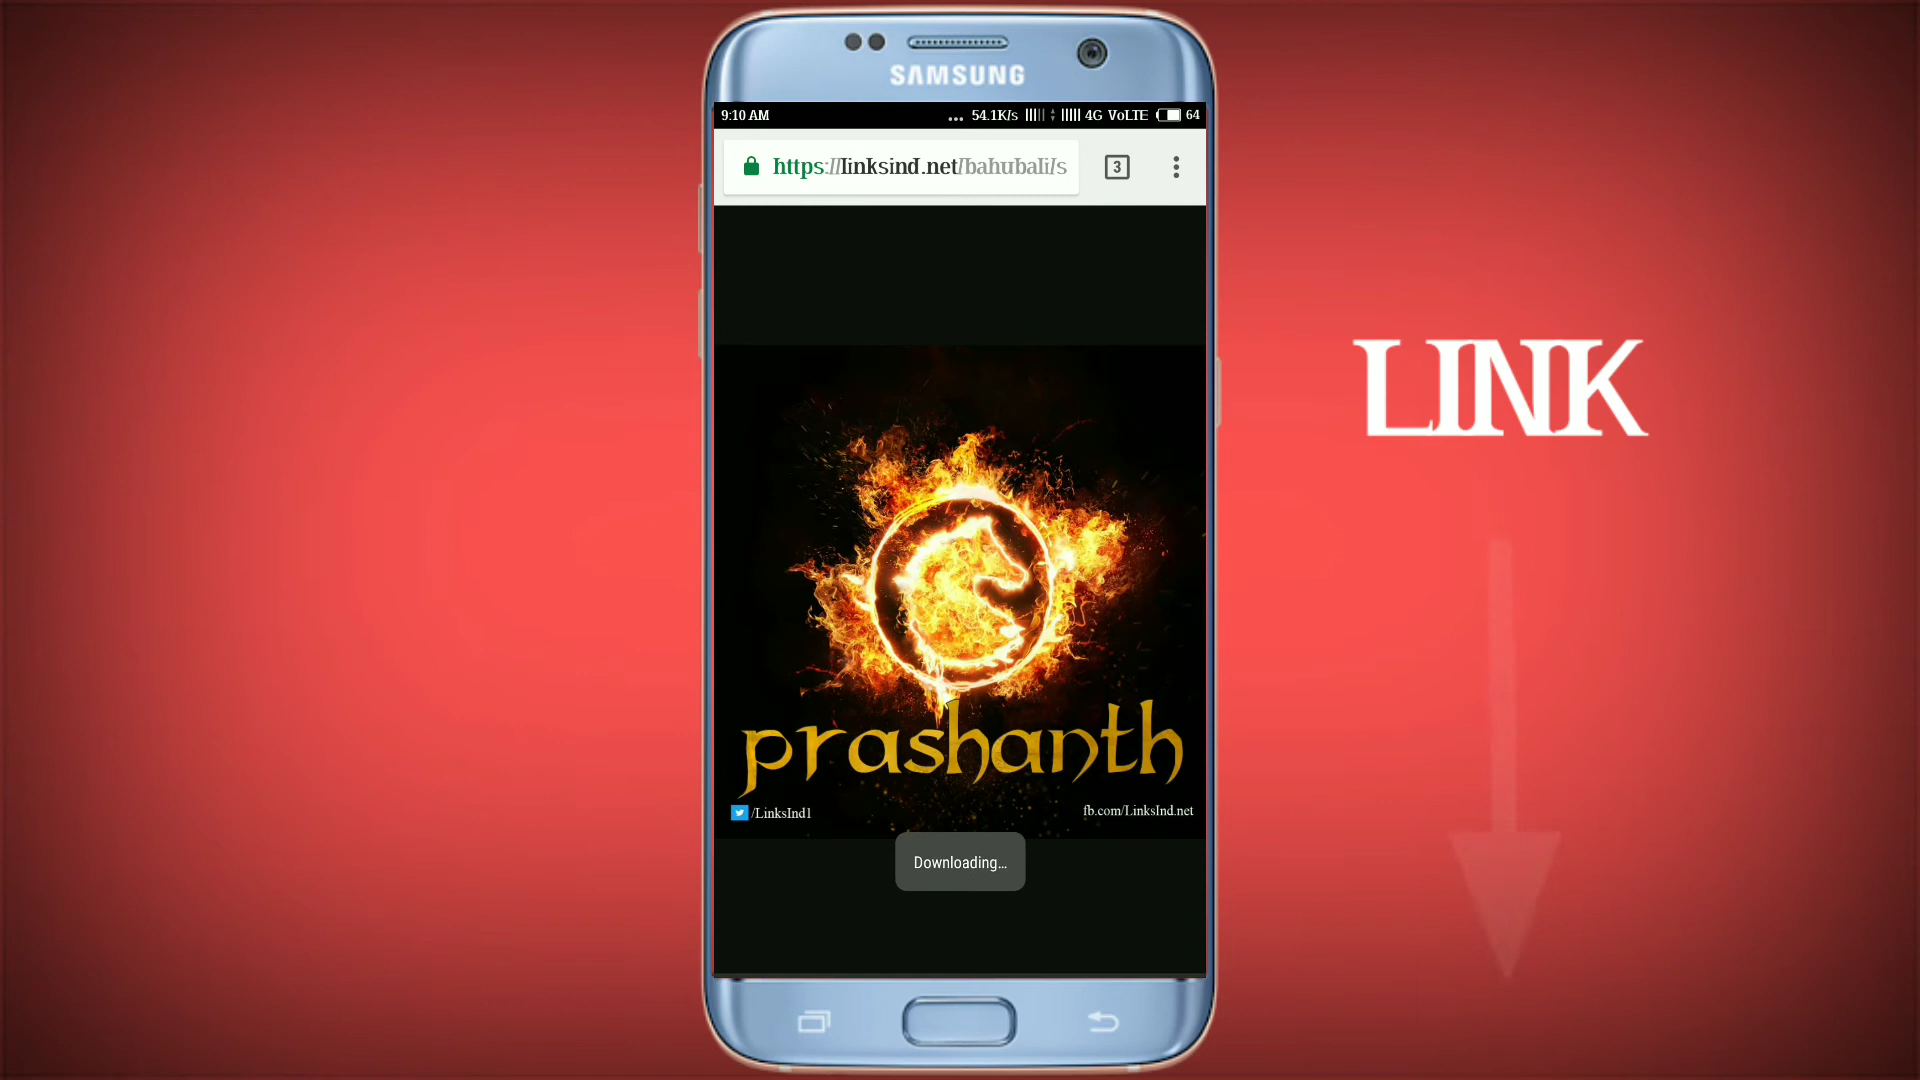 SAMSUNG
9:10 AM ... 54.1K/s 4G VoLTE 64
https://linksind.net/bahubali/s
3
LINK
prashanth
/LinksInd1
fb.com/LinksInd.net
Downloading...